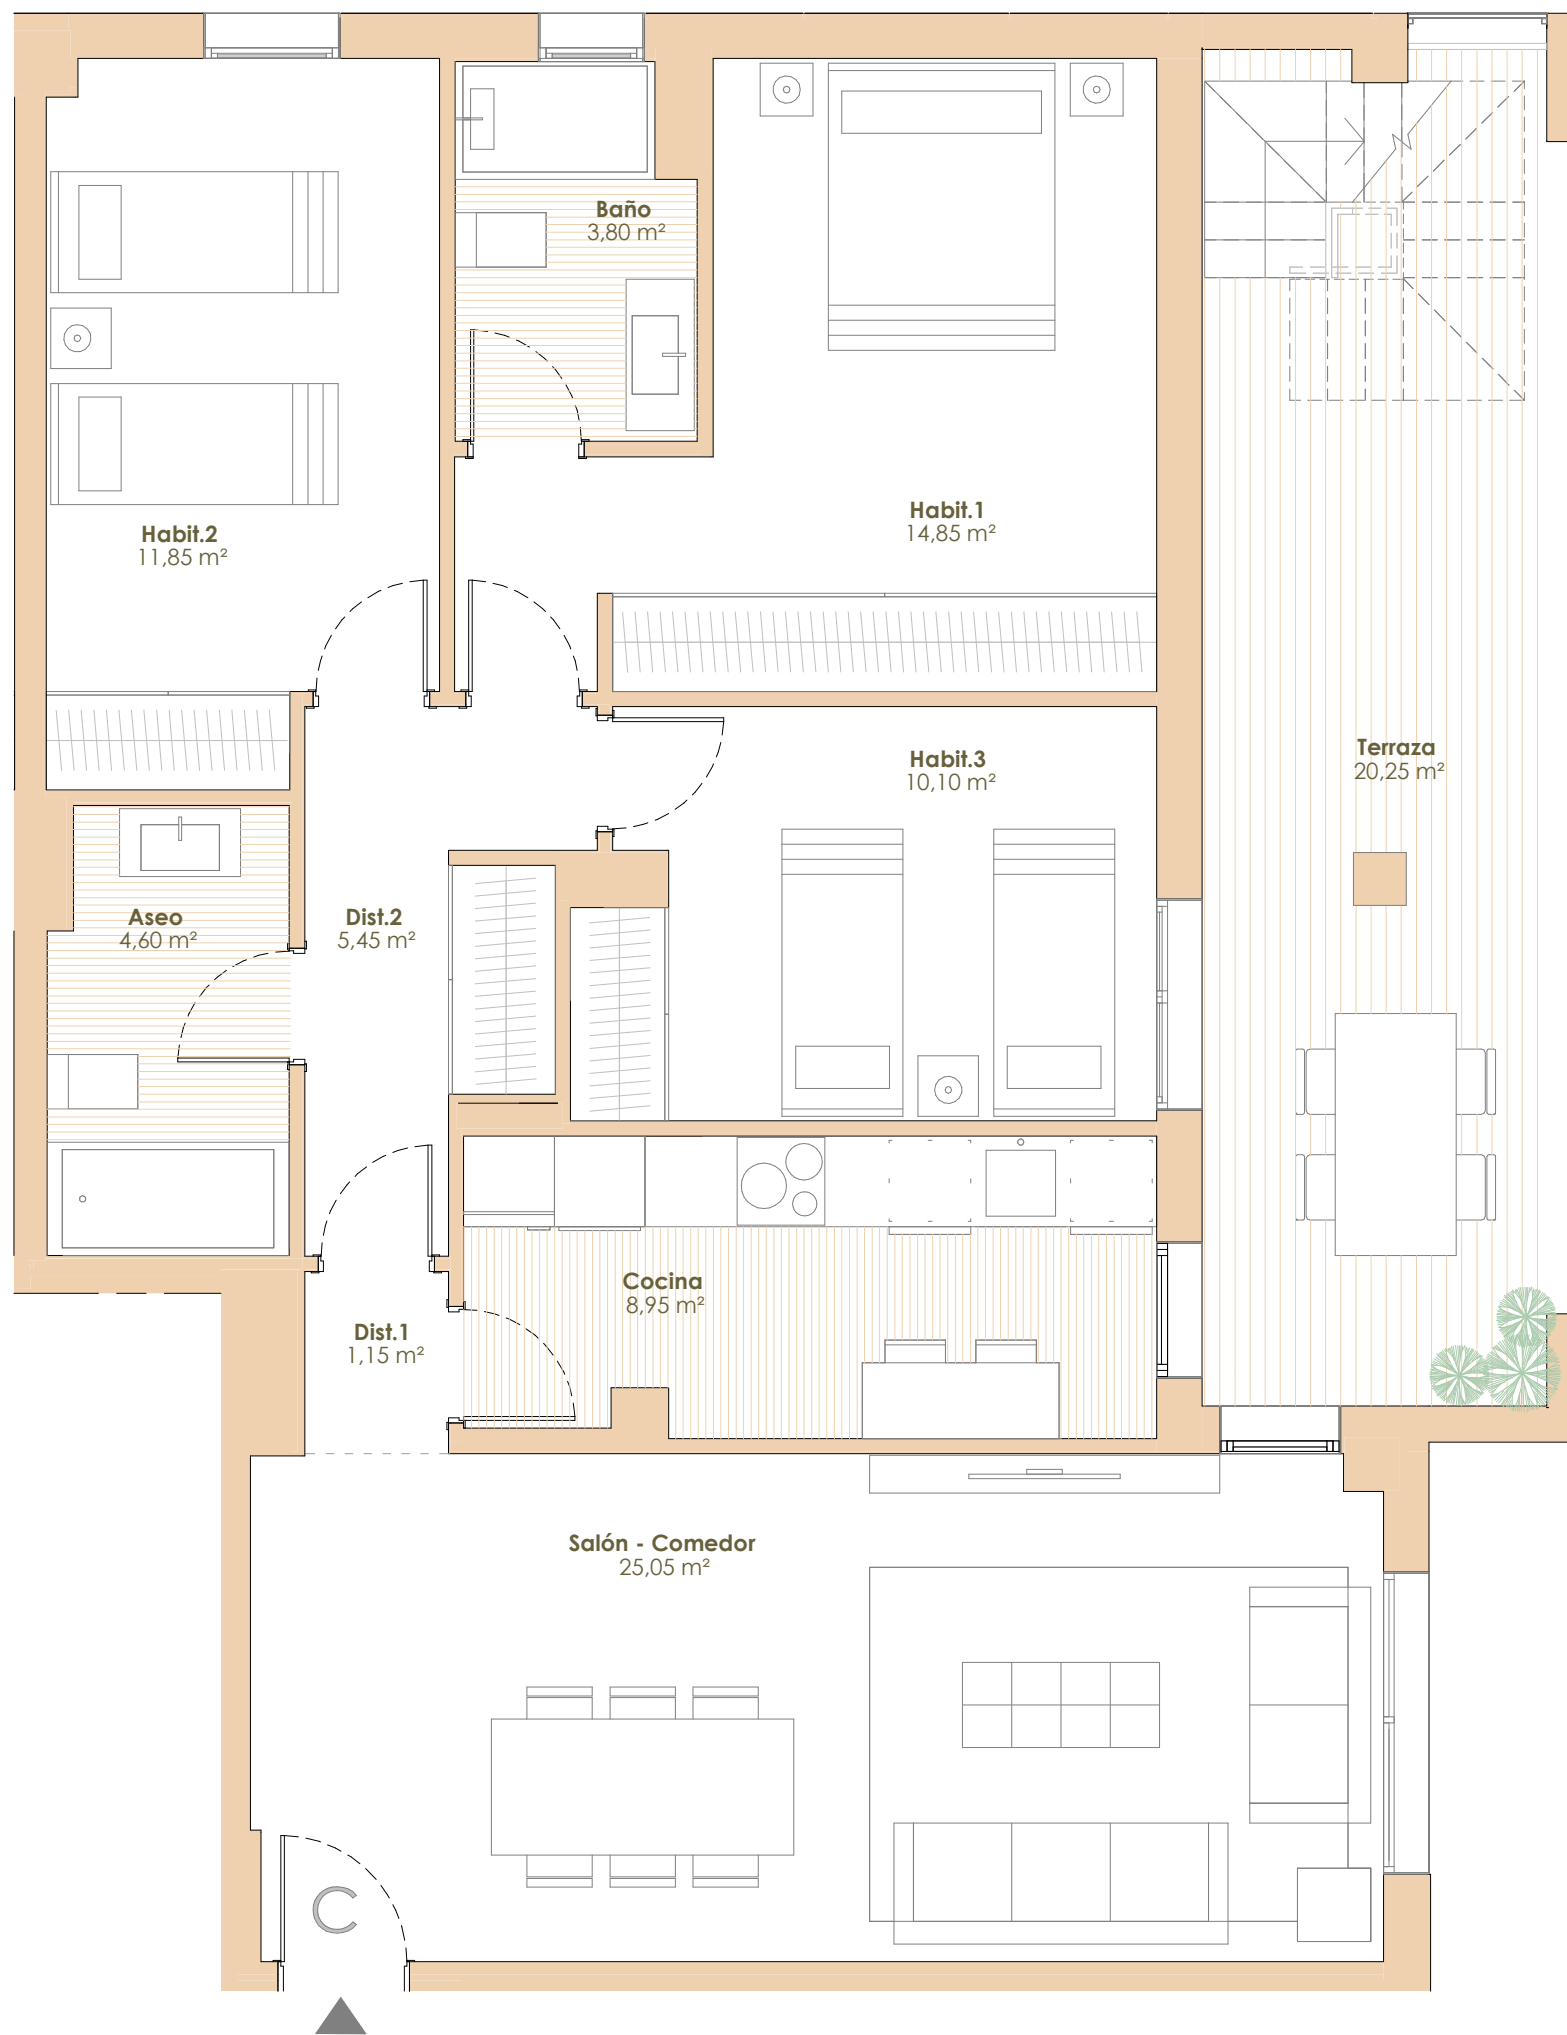 Baño
3,80 m²
Habit.1
14,85 m²
Habit.2
11,85 m²
Habit.3
10,10 m²
Terraza
20,25 m²
Aseo
4,60 m²
Dist.2
5,45 m²
Cocina
8,95 m²
Dist.1
1,15 m²
Salón - Comedor
25,05 m²
C